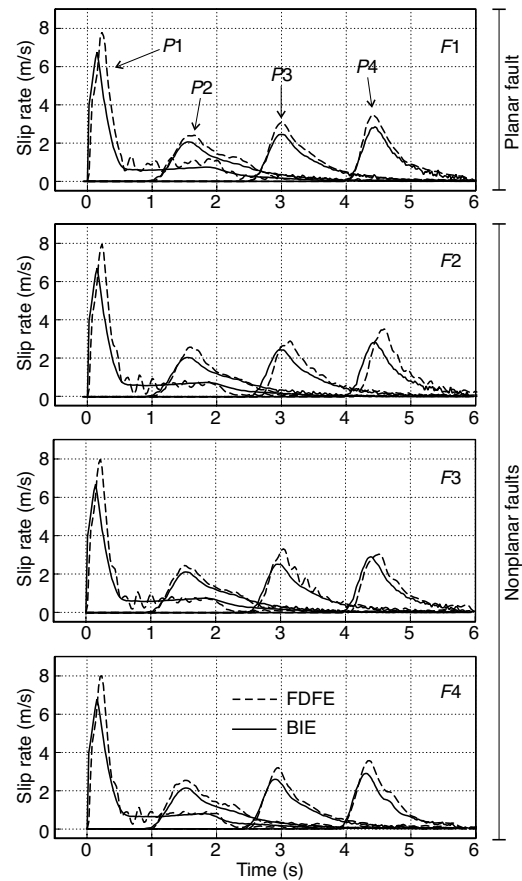 Slip rate (m/s)
8
6
4
2
0
P1
P2
P3
P4
F1
0 1 2 3 4 5 6
Planar fault
Slip rate (m/s)
8
6
4
2
0
F2
0 1 2 3 4 5 6
Slip rate (m/s)
8
6
4
2
0
F3
0 1 2 3 4 5 6
Nonplanar faults
Slip rate (m/s)
8
6
4
2
0
F4
FDFE
BIE
0 1 2 3 4 5 6
Time (s)